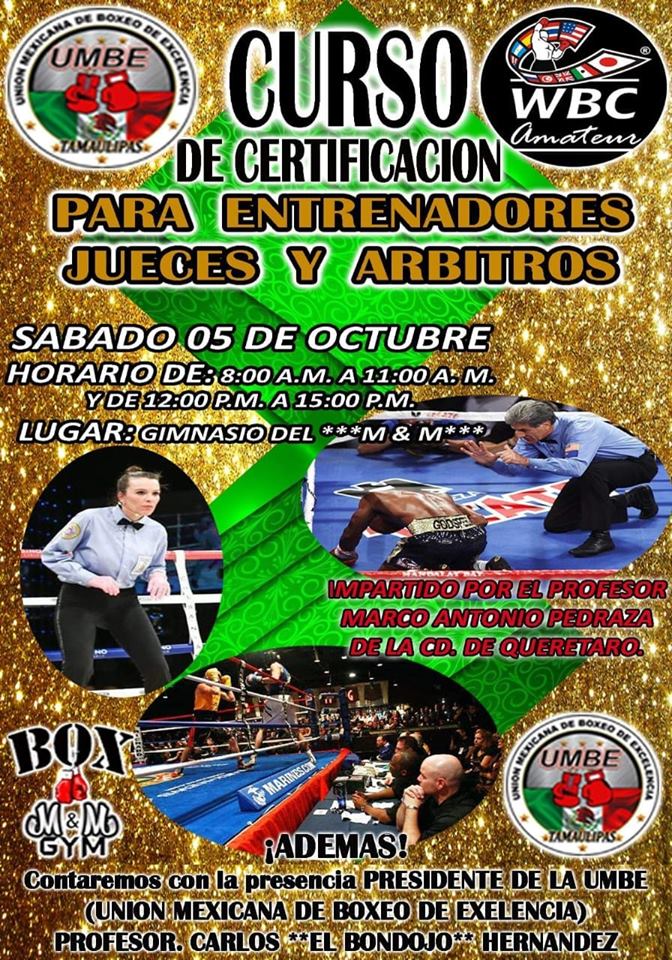 UNION MEXICANA DE BOXEO DE EXCELENCIA
UMBE
TAMAULIPAS
CURSO
DE CERTIFICACION
WBC
Amateur
®
PARA ENTRENADORES
JUECES Y ARBITROS
SABADO 05 DE OCTUBRE
HORARIO DE: 8:00 A.M. A 11:00 A. M.
Y DE 12:00 P.M. A 15:00 P.M.
LUGAR: GIMNASIO DEL ***M & M***
MANDALAY BAY
IMPARTIDO POR EL PROFESOR
MARCO ANTONIO PEDRAZA
DE LA CD. DE QUERETARO.
MARINES.COM
BOX
M&M
GYM
UNION MEXICANA DE BOXEO DE EXCELENCIA
UMBE
TAMAULIPAS
¡ADEMAS!
Contaremos con la presencia PRESIDENTE DE LA UMBE
(UNION MEXICANA DE BOXEO DE EXELENCIA)
PROFESOR. CARLOS **EL BONDOJO** HERNANDEZ